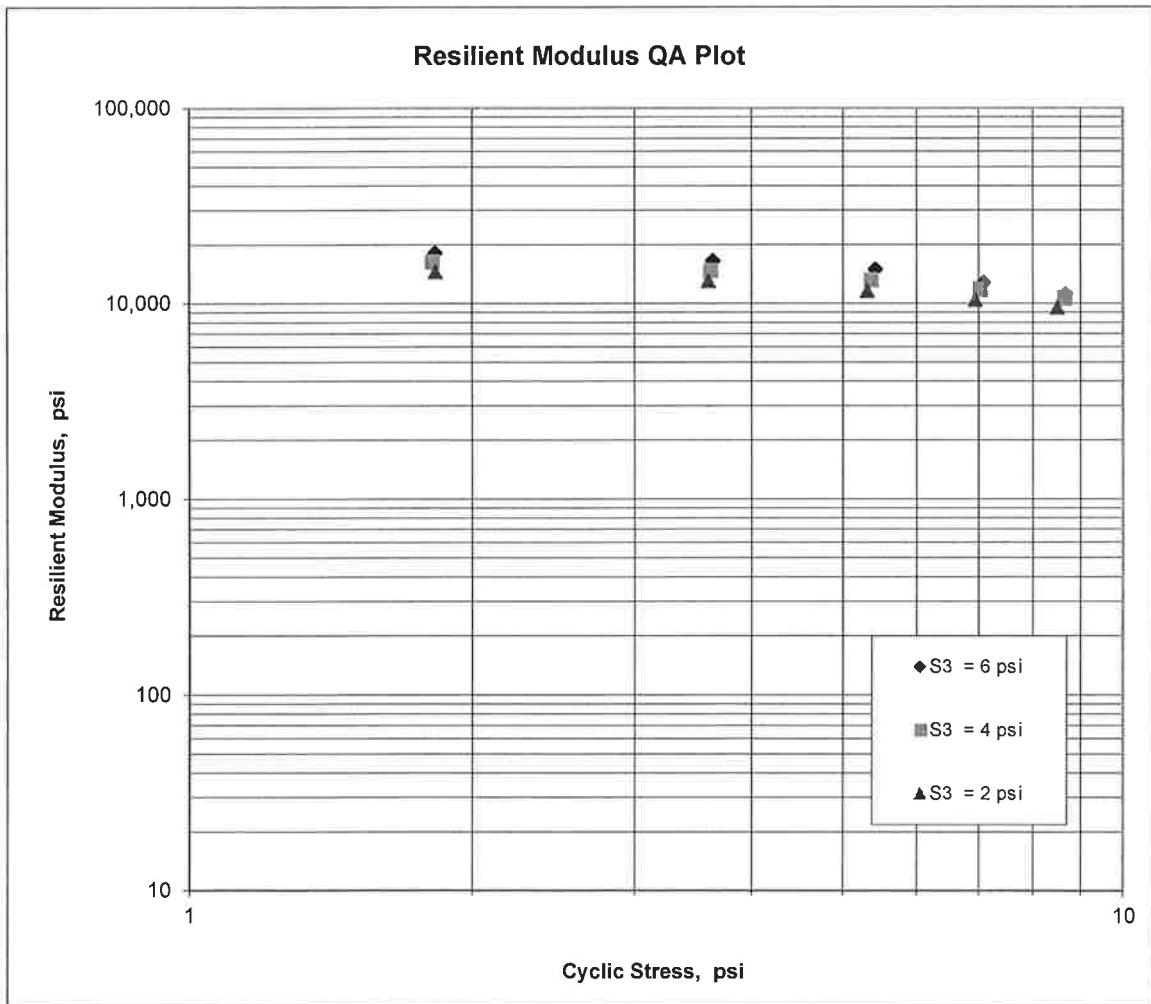 Resilient Modulus QA Plot
100,000
10,000
1,000
100
10
1
10
Resilient Modulus, psi
Cyclic Stress, psi
S3 = 6 psi
S3 = 4 psi
S3 = 2 psi